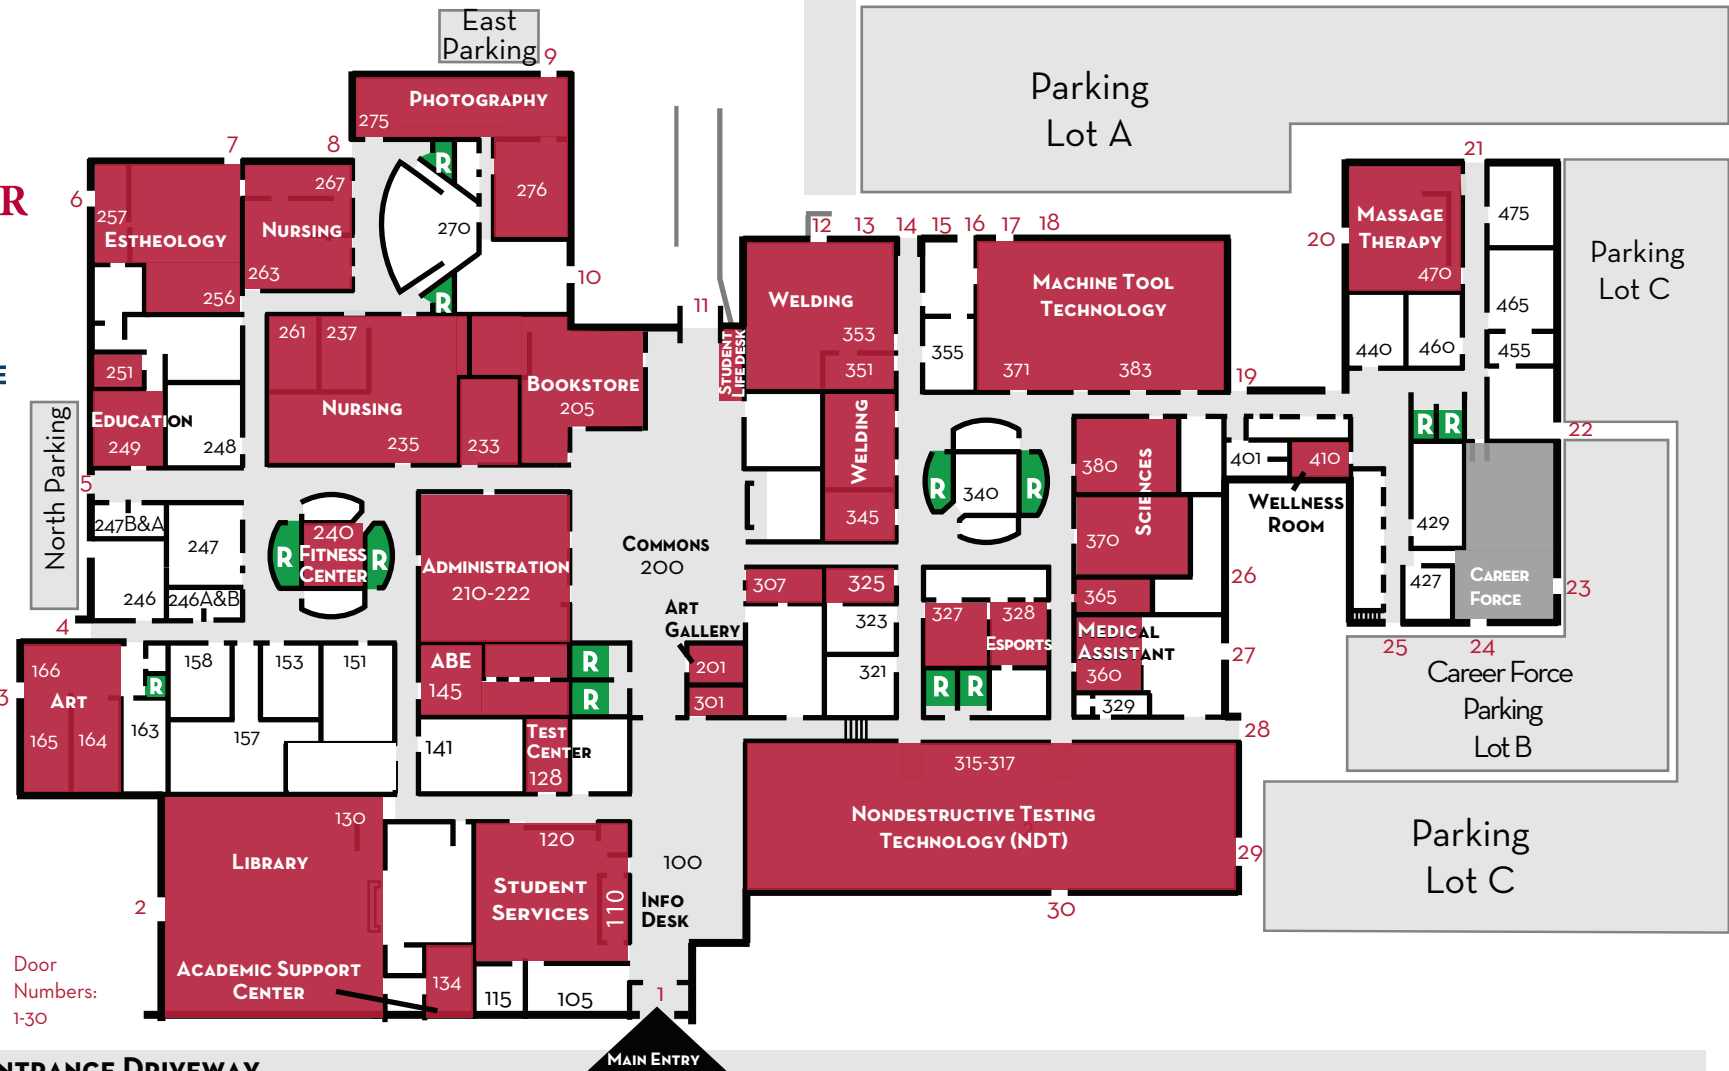 East
Parking
9
Parking
Lot A
Photography
275
7
8
21
R
R
6
267
276
475
257
Estheology
Nursing
270
Massage
Therapy
20
12
13
14
15
16
17
18
Parking
Lot C
263
256
R
10
470
Machine Tool
Technology
Welding
465
11
261
237
353
355
Student
Life Desk
440
460
455
E
251
Bookstore
205
351
371
383
19
Nursing
Education
249
248
235
233
Welding
R
R
22
North Parking
5
380
Sciences
401
410
R
340
R
Wellness
Room
345
429
247B&A
247
R
240
Fitness
Center
R
370
Commons
200
Administration
210-222
246
246A&B
307
325
365
26
427
Career
Force
23
Art
Gallery
327
328
Esports
323
Medical
Assistant
4
166
158
153
151
ABE
145
R
201
321
360
27
25
24
Career Force
Parking
Lot B
3
Art
R
R
301
R
R
329
165
164
163
157
141
Test
Center
128
28
315-317
Nondestructive Testing
Technology (NDT)
130
120
Library
100
29
Parking
Lot C
Student
Services
110
Info
Desk
2
30
Door
Numbers:
1-30
Academic Support
Center
134
115
105
1
Main Entry
ntrance Driveway